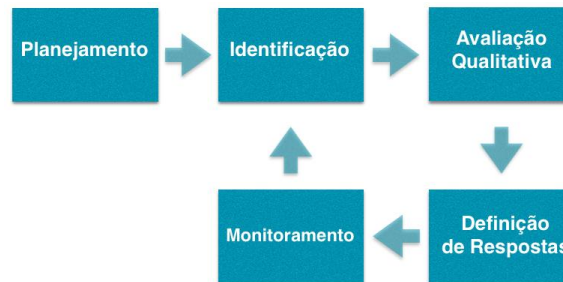 Planejamento
Identificação
Avaliação
Qualitativa
Monitoramento
Definição
de Respostas